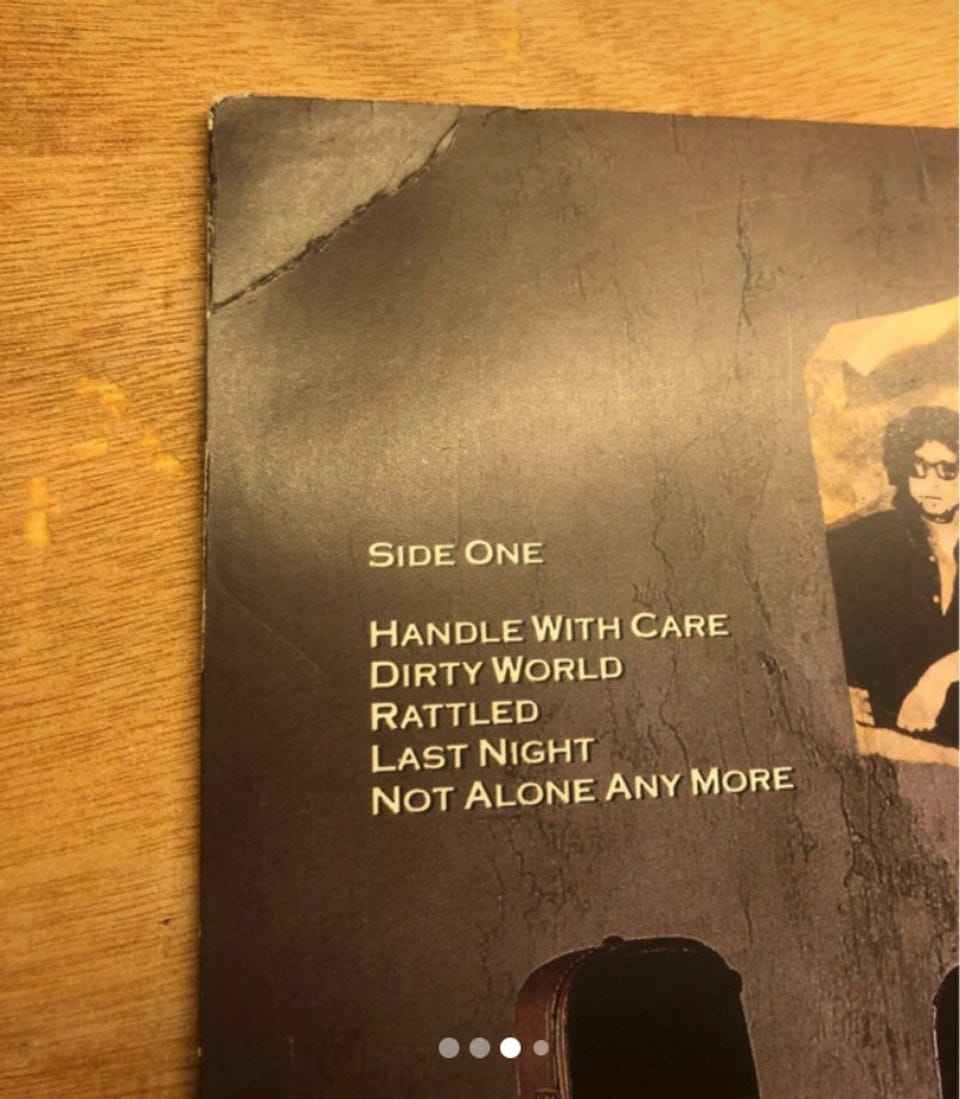 SIDE ONE
HANDLE WITH CARE
DIRTY WORLD
RATTLED
LAST NIGHT
NOT ALONE ANY MORE